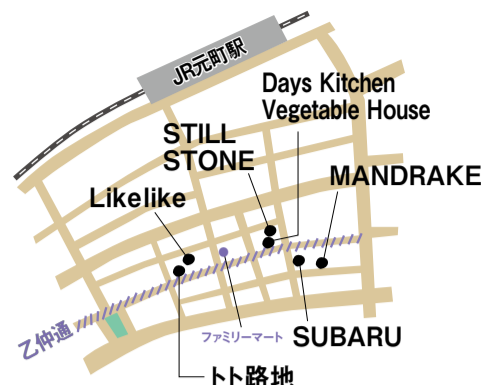 JR元町駅
Days Kitchen
Vegetable House
STILL
STONE
MANDRAKE
Likelike
乙仲通
ファミリーマート
SUBARU
トト路地